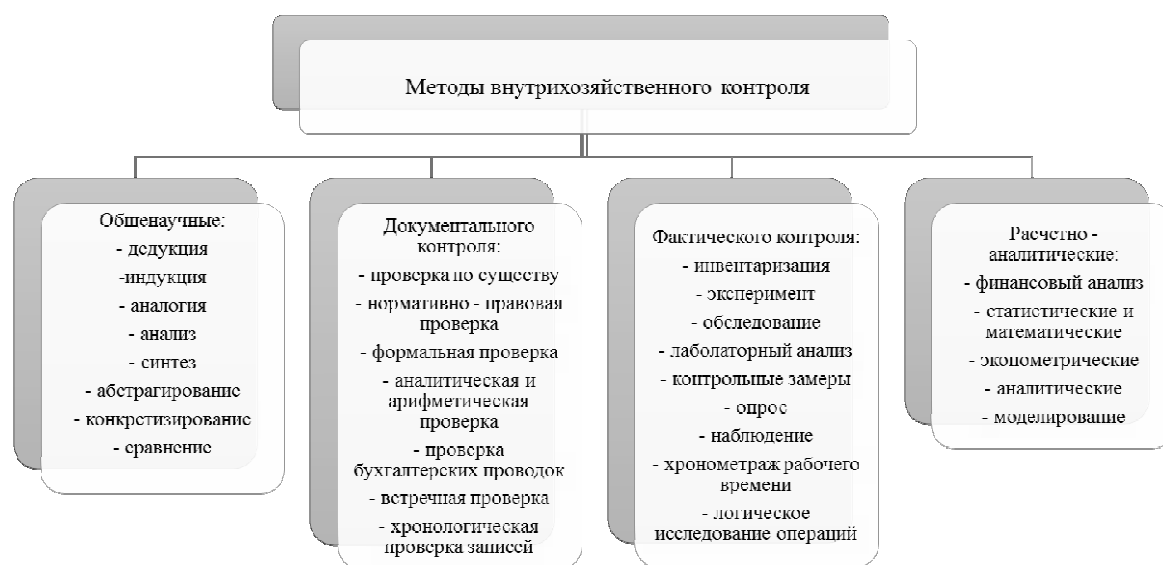 Методы внутрихозяйственного контроля
Общенаучные:
- дедукция
-индукция
- аналогия
- анализ
- синтез
- абстрагирование
- конкретизирование
- сравнение
Документального
контроля:
- проверка по существу
- нормативно - правовая
проверка
- формальная проверка
- аналитическая и
арифметическая
проверка
- проверка
бухгалтерских проводок
- встречная проверка
- хронологическая
проверка записей
Фактического контроля:
- инвентаризация
- эксперимент
- обследование
- лаболаторный анализ
- контрольные замеры
- опрос
- наблюдение
- хронометраж рабочего
времени
- логическое
исследование операций
Расчетно -
аналитические:
- финансовый анализ
- статистические и
математические
- эконометрические
- аналитические
- моделирование